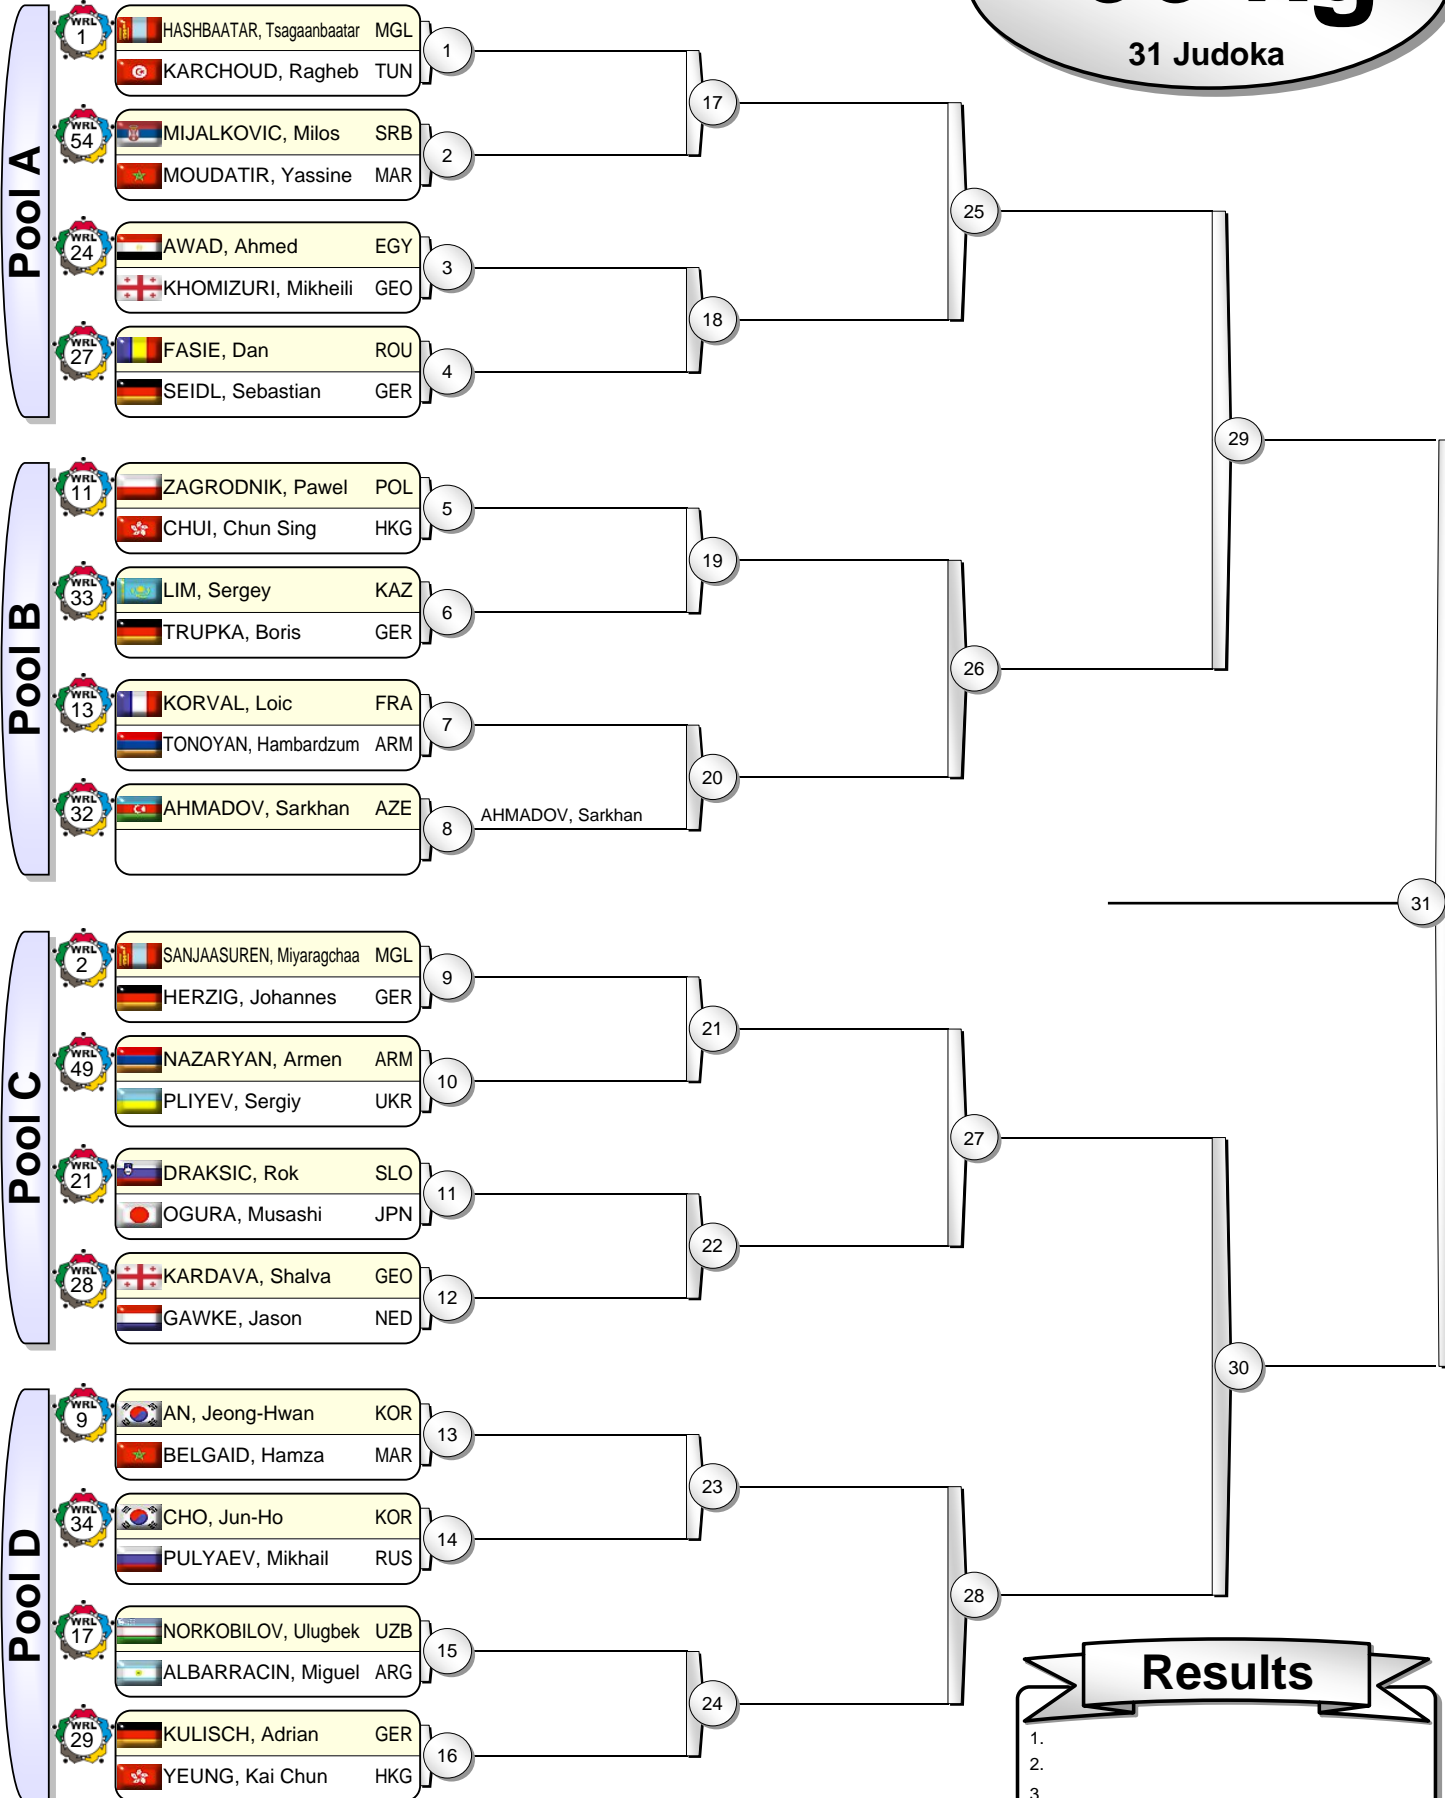 31 Judoka
Pool A
WRL 1
HASHBAATAR, Tsagaanbaatar MGL
KARCHOUD, Ragheb TUN
1
WRL 54
MIJALKOVIC, Milos SRB
MOUDATIR, Yassine MAR
2
17
WRL 24
AWAD, Ahmed EGY
KHOMIZURI, Mikheili GEO
3
WRL 27
FASIE, Dan ROU
SEIDL, Sebastian GER
4
18
25
Pool B
WRL 11
ZAGRODNIK, Pawel POL
CHUI, Chun Sing HKG
5
WRL 33
LIM, Sergey KAZ
TRUPKA, Boris GER
6
19
WRL 13
KORVAL, Loic FRA
TONOYAN, Hambardzum ARM
7
WRL 32
AHMADOV, Sarkhan AZE
8
AHMADOV, Sarkhan
20
26
29
31
Pool C
WRL 2
SANJAASUREN, Miyaragchaa MGL
HERZIG, Johannes GER
9
WRL 49
NAZARYAN, Armen ARM
PLIYEV, Sergiy UKR
10
21
WRL 21
DRAKSIC, Rok SLO
OGURA, Musashi JPN
11
WRL 28
KARDAVA, Shalva GEO
GAWKE, Jason NED
12
22
27
Pool D
WRL 9
AN, Jeong-Hwan KOR
BELGAID, Hamza MAR
13
WRL 34
CHO, Jun-Ho KOR
PULYAEV, Mikhail RUS
14
23
WRL 17
NORKOBILOV, Ulugbek UZB
ALBARRACIN, Miguel ARG
15
WRL 29
KULISCH, Adrian GER
YEUNG, Kai Chun HKG
16
24
28
30
Results
1.
2.
3